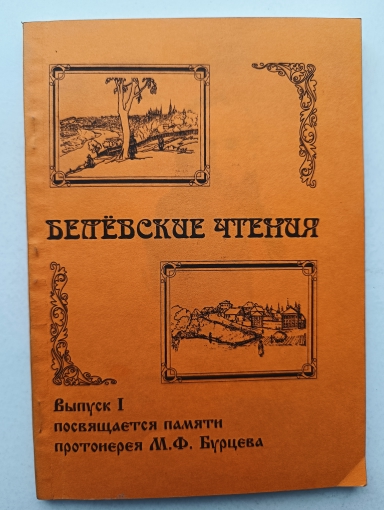 БЕЛЁВСКИЕ ЧТЕНИЯ
Выпуск I
посвящается памяти
протоиерея М.Ф. Бурцева